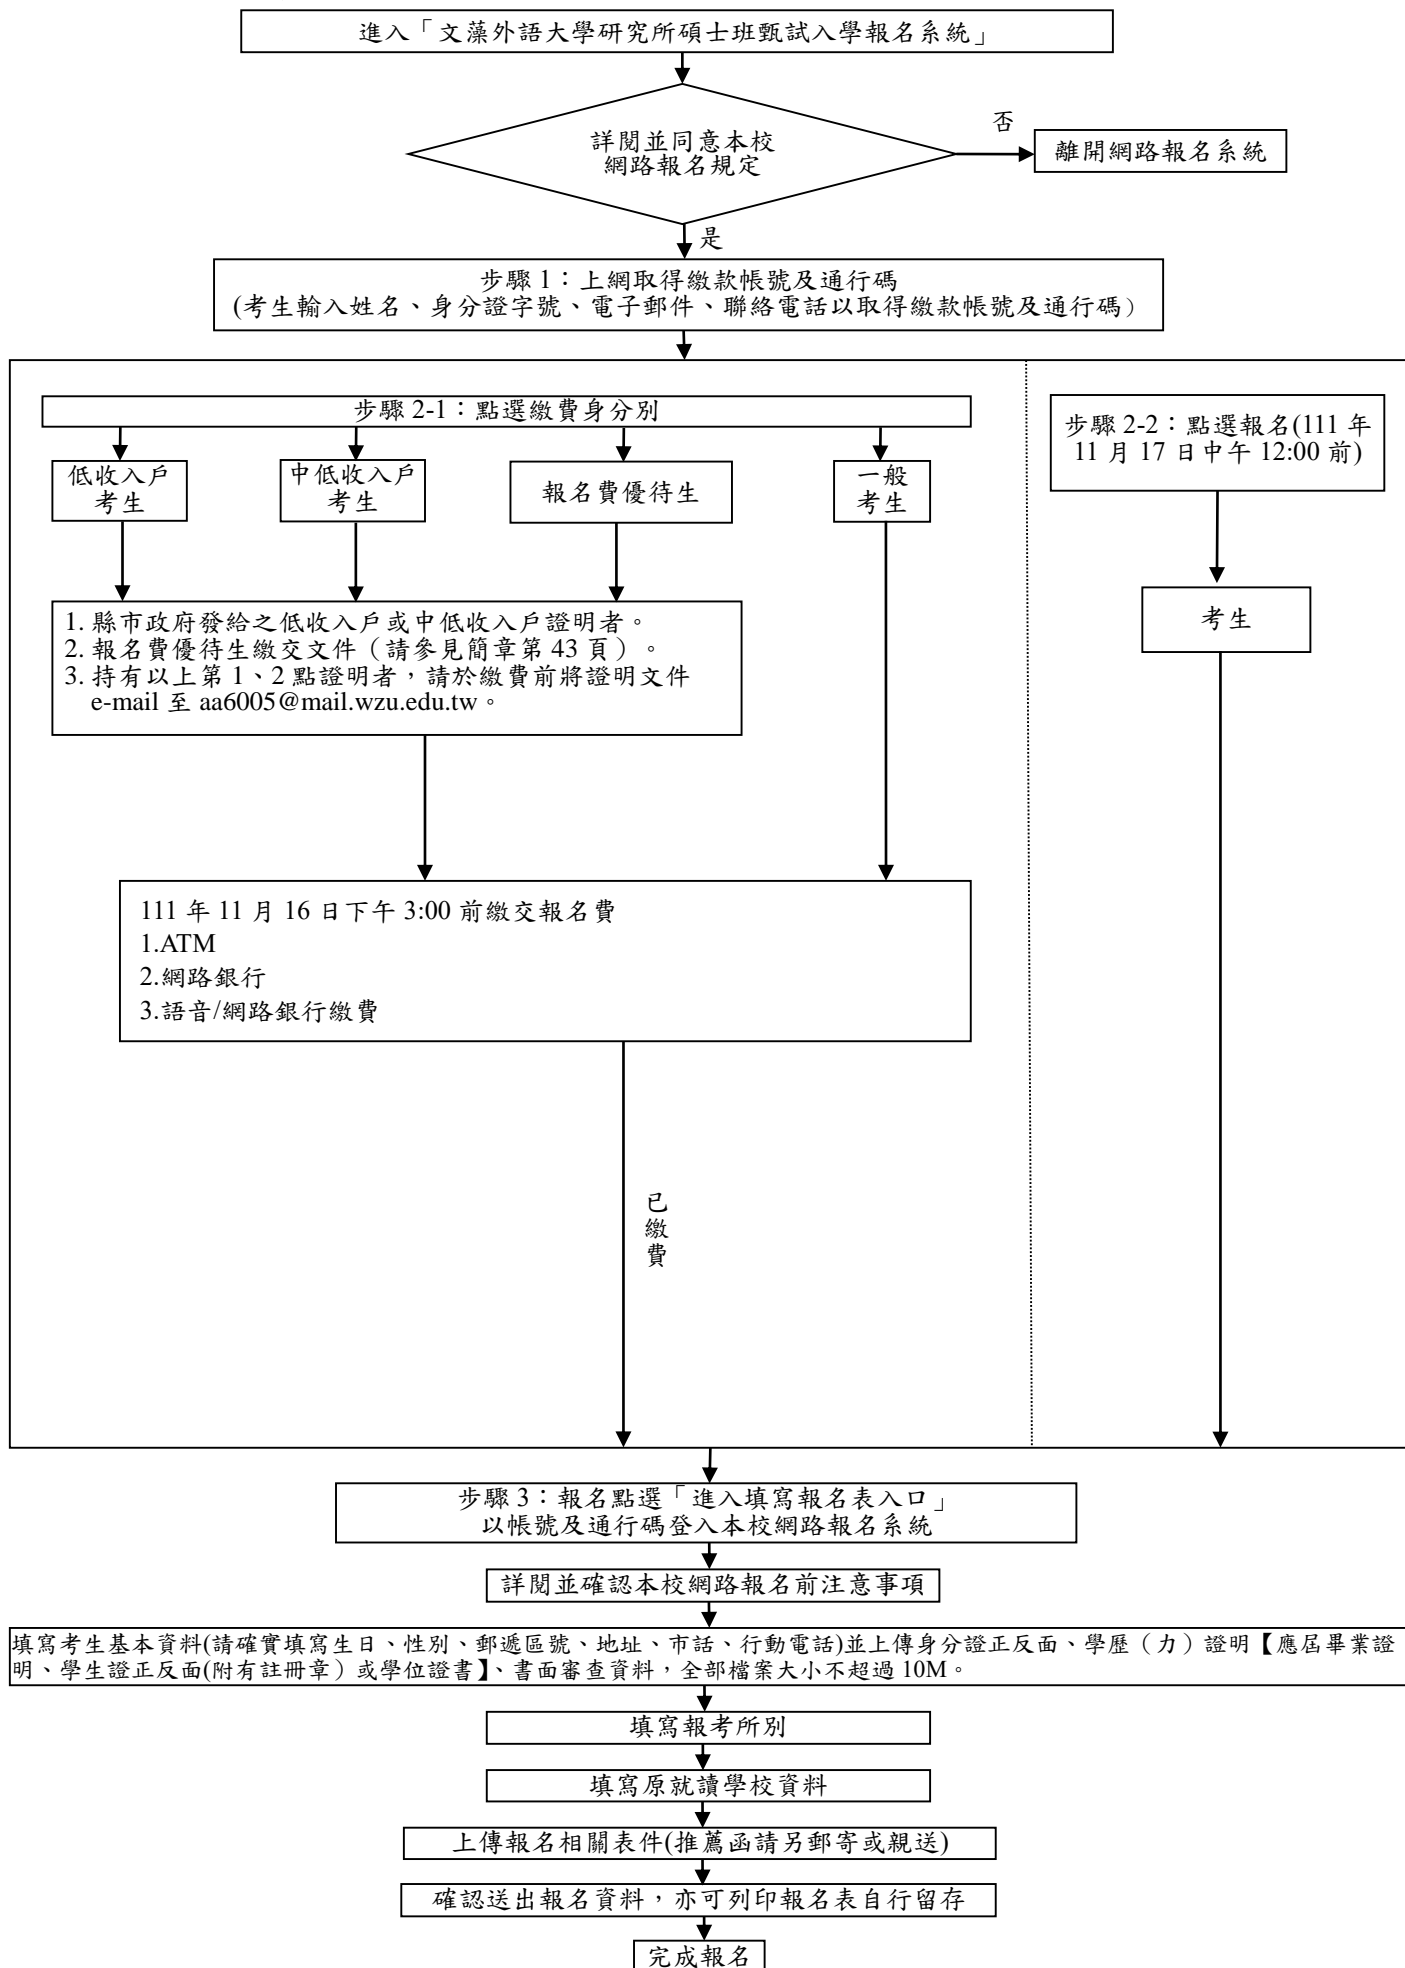 進入「文藻外語大學研究所碩士班甄試入學報名系統」
詳閱並同意本校
網路報名規定
否
離開網路報名系統
是
步驟 1：上網取得繳款帳號及通行碼
(考生輸入姓名、身分證字號、電子郵件、聯絡電話以取得繳款帳號及通行碼）
步驟 2-1：點選繳費身分別
低收入戶
考生
中低收入戶
考生
報名費優待生
一般
考生
1. 縣市政府發給之低收入戶或中低收入戶證明者。
2. 報名費優待生繳交文件（請參見簡章第 43 頁）。
3. 持有以上第 1、2 點證明者，請於繳費前將證明文件
e-mail 至 aa6005@mail.wzu.edu.tw。
111 年 11 月 16 日下午 3:00 前繳交報名費
1.ATM
2.網路銀行
3.語音/網路銀行繳費
已
繳
費
步驟 2-2：點選報名(111 年
11 月 17 日中午 12:00 前)
考生
步驟 3：報名點選「進入填寫報名表入口」
以帳號及通行碼登入本校網路報名系統
詳閱並確認本校網路報名前注意事項
填寫考生基本資料(請確實填寫生日、性別、郵遞區號、地址、市話、行動電話)並上傳身分證正反面、學歷（力）證明【應屆畢業證
明、學生證正反面(附有註冊章）或學位證書】、書面審查資料，全部檔案大小不超過 10M。
填寫報考所別
填寫原就讀學校資料
上傳報名相關表件(推薦函請另郵寄或親送)
確認送出報名資料，亦可列印報名表自行留存
完成報名